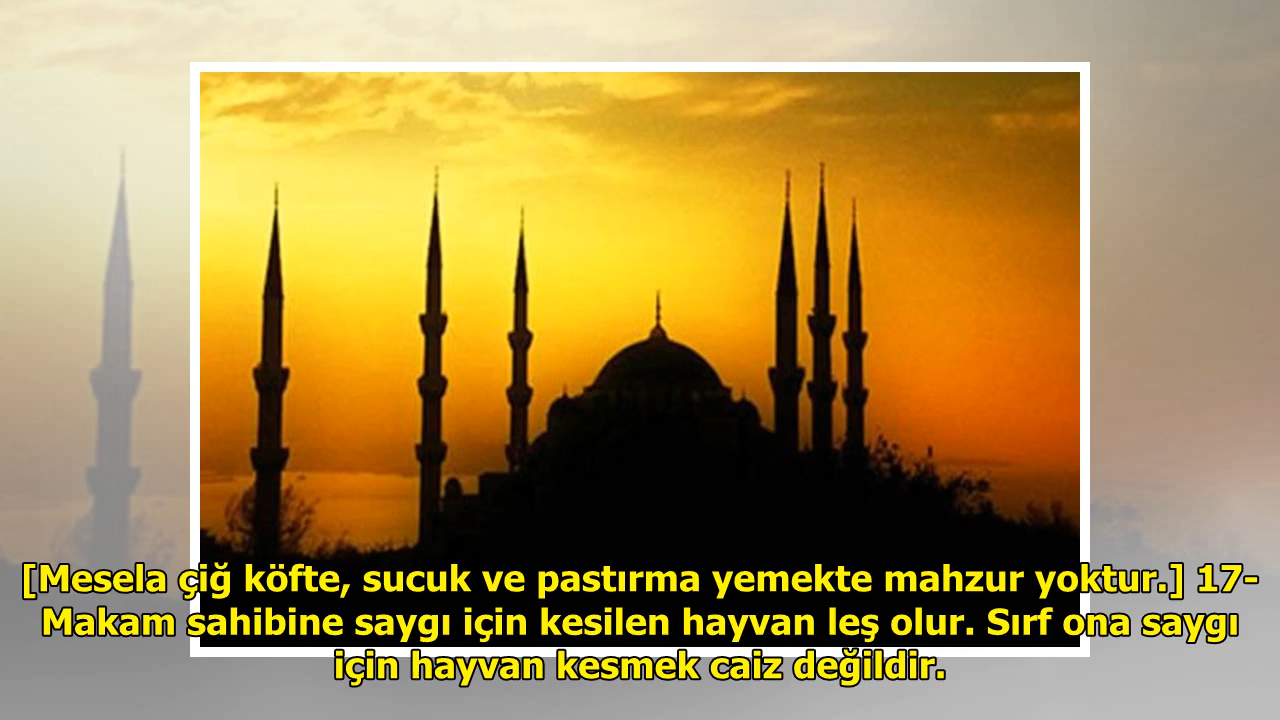 [Mesela çiğ köfte, sucuk ve pastırma yemekte mahzur yoktur.] 17-
Makam sahibine saygı için kesilen hayvan leş olur. Sırf ona saygı
için hayvan kesmek caiz değildir.